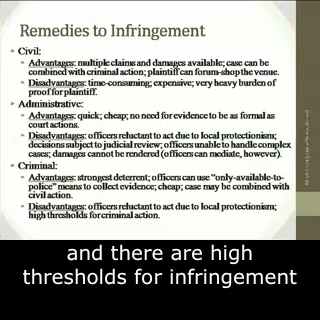 Remedies to Infringement
Civil:
Advantages: multiple claims and damages available; case can be
combined with criminal action; plaintiff can forum-shop the venue.
Disadvantages: time-consuming; expensive; very heavy burden of
proof for plaintiff.
Administrative:
Advantages: quick; cheap; no need for evidence to be as formal as
court actions.
Disadvantages: officers reluctant to act due to local protectionism;
decisions subject to judicial review; officers unable to handle complex
cases; damages cannot be rendered (officers can mediate, however).
Criminal:
Advantages: strongest deterrent; officers can use “only-available-to-
police” means to collect evidence; cheap; case may be combined with
civil action.
Disadvantages: officers reluctant to act due to local protectionism;
high thresholds for criminal action.
and there are high
thresholds for infringement